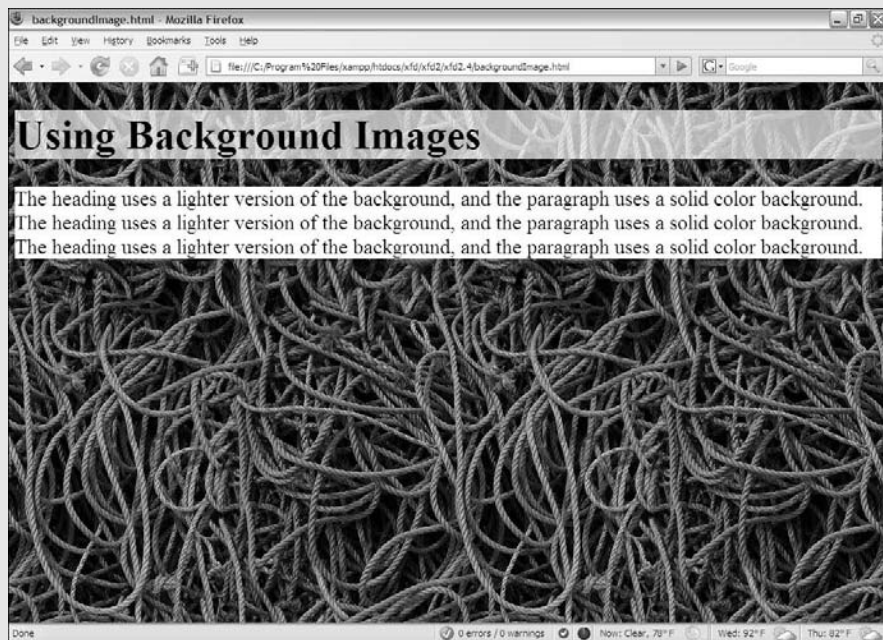 backgroundImage.html - Mozilla Firefox
File Edit View History Bookmarks Tools Help
file:///C:/Program%20Files/xampp/htdocs/xfd/xfd2/xfd2.4/backgroundImage.html
G Google
Using Background Images
The heading uses a lighter version of the background, and the paragraph uses a solid color background.
The heading uses a lighter version of the background, and the paragraph uses a solid color background.
The heading uses a lighter version of the background, and the paragraph uses a solid color background.
Done 0 errors / 0 warnings Now: Clear, 78° F Wed: 92° F Thu: 82° F